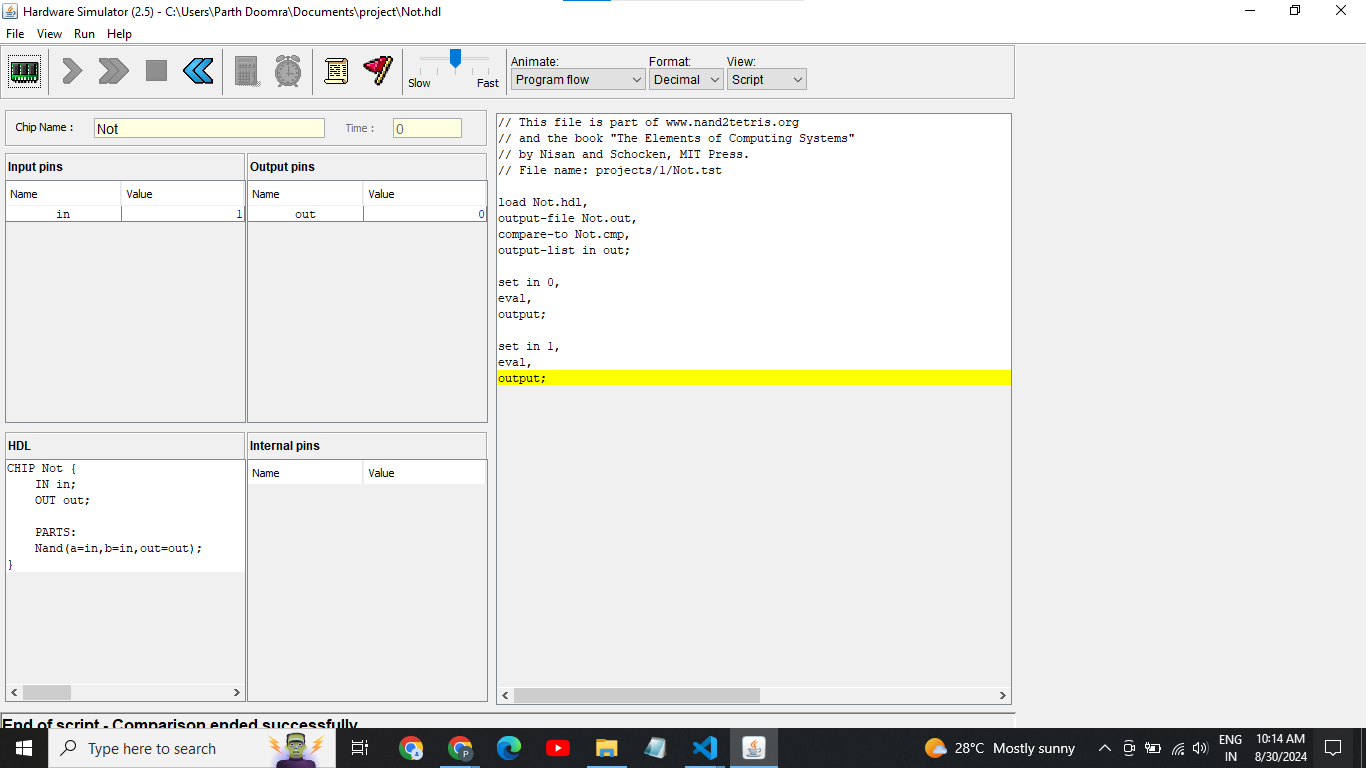 Hardware Simulator (2.5) - C:\Users\Parth Doomra\Documents\project\Not.hdl
File View Run Help
Slow Fast
Animate: Format: View:
Program flow Decimal Script
Chip Name : Not Time : 0
Input pins
Name Value
in 1
Output pins
Name Value
out 0
HDL
CHIP Not {
    IN in;
    OUT out;

    PARTS:
    Nand(a=in,b=in,out=out);
}
Internal pins
Name Value
// This file is part of www.nand2tetris.org
// and the book "The Elements of Computing Systems"
// by Nisan and Schocken, MIT Press.
// File name: projects/1/Not.tst

load Not.hdl,
output-file Not.out,
compare-to Not.cmp,
output-list in out;

set in 0,
eval,
output;

set in 1,
eval,
output;
End of script - Comparison ended successfully
Type here to search
28°C Mostly sunny
ENG
IN
10:14 AM
8/30/2024